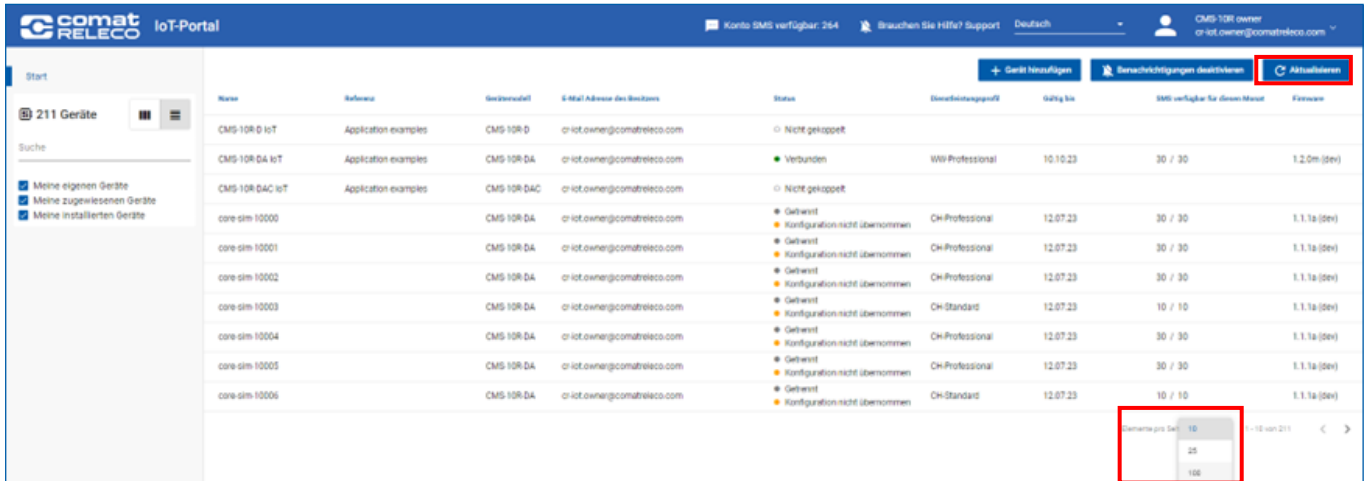 comat
RELECO
IoT-Portal
Konto SMS verfügbar: 264
Brauchen Sie Hilfe? Support
Deutsch
CMS-10R owner
cr-iot.owner@comatreleco.com
Start
Gerät hinzufügen
Benachrichtigungen deaktivieren
Aktualisieren
211 Geräte
Suche
Meine eigenen Geräte
Meine zugewiesenen Geräte
Meine installierten Geräte
Name Referenz Gerätemodell E-Mail Adresse des Besitzers Status Dienstleistungsprofil Gültig bis SMS verfügbar für diesen Monat Firmware
CMS-10R-D IoT Application examples CMS-10R-D cr-iot.owner@comatreleco.com Nicht gekoppelt
CMS-10R-DA IoT Application examples CMS-10R-DA cr-iot.owner@comatreleco.com Verbunden WW-Professional 10.10.23 30 / 30 1.2.0m (dev)
CMS-10R-DAC IoT Application examples CMS-10R-DAC cr-iot.owner@comatreleco.com Nicht gekoppelt
core-sim-10000 CMS-10R-DA cr-iot.owner@comatreleco.com Getrennt CH-Professional 12.07.23 30 / 30 1.1.1a (dev)
Konfiguration nicht übernommen
core-sim-10001 CMS-10R-DA cr-iot.owner@comatreleco.com Getrennt CH-Professional 12.07.23 30 / 30 1.1.1a (dev)
Konfiguration nicht übernommen
core-sim-10002 CMS-10R-DA cr-iot.owner@comatreleco.com Getrennt CH-Professional 12.07.23 30 / 30 1.1.1a (dev)
Konfiguration nicht übernommen
core-sim-10003 CMS-10R-DA cr-iot.owner@comatreleco.com Getrennt CH-Standard 12.07.23 10 / 10 1.1.1a (dev)
Konfiguration nicht übernommen
core-sim-10004 CMS-10R-DA cr-iot.owner@comatreleco.com Getrennt CH-Professional 12.07.23 30 / 30 1.1.1a (dev)
Konfiguration nicht übernommen
core-sim-10005 CMS-10R-DA cr-iot.owner@comatreleco.com Getrennt CH-Professional 12.07.23 30 / 30 1.1.1a (dev)
Konfiguration nicht übernommen
core-sim-10006 CMS-10R-DA cr-iot.owner@comatreleco.com Getrennt CH-Standard 12.07.23 10 / 10 1.1.1a (dev)
Konfiguration nicht übernommen
Elemente pro Seit 10 1 - 10 von 211
25
100